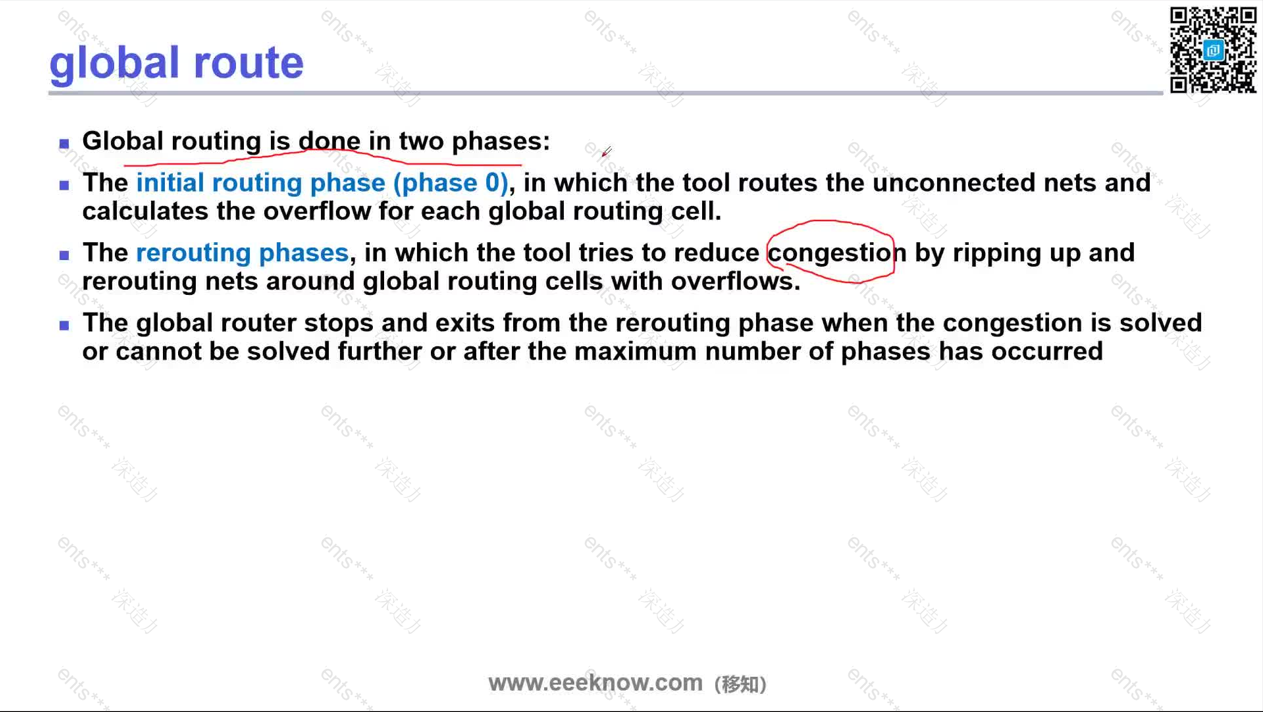 global route
Global routing is done in two phases:
The initial routing phase (phase 0), in which the tool routes the unconnected nets and
calculates the overflow for each global routing cell.
The rerouting phases, in which the tool tries to reduce congestion by ripping up and
rerouting nets around global routing cells with overflows.
The global router stops and exits from the rerouting phase when the congestion is solved
or cannot be solved further or after the maximum number of phases has occurred
www.eeeknow.com (移知)
ents***